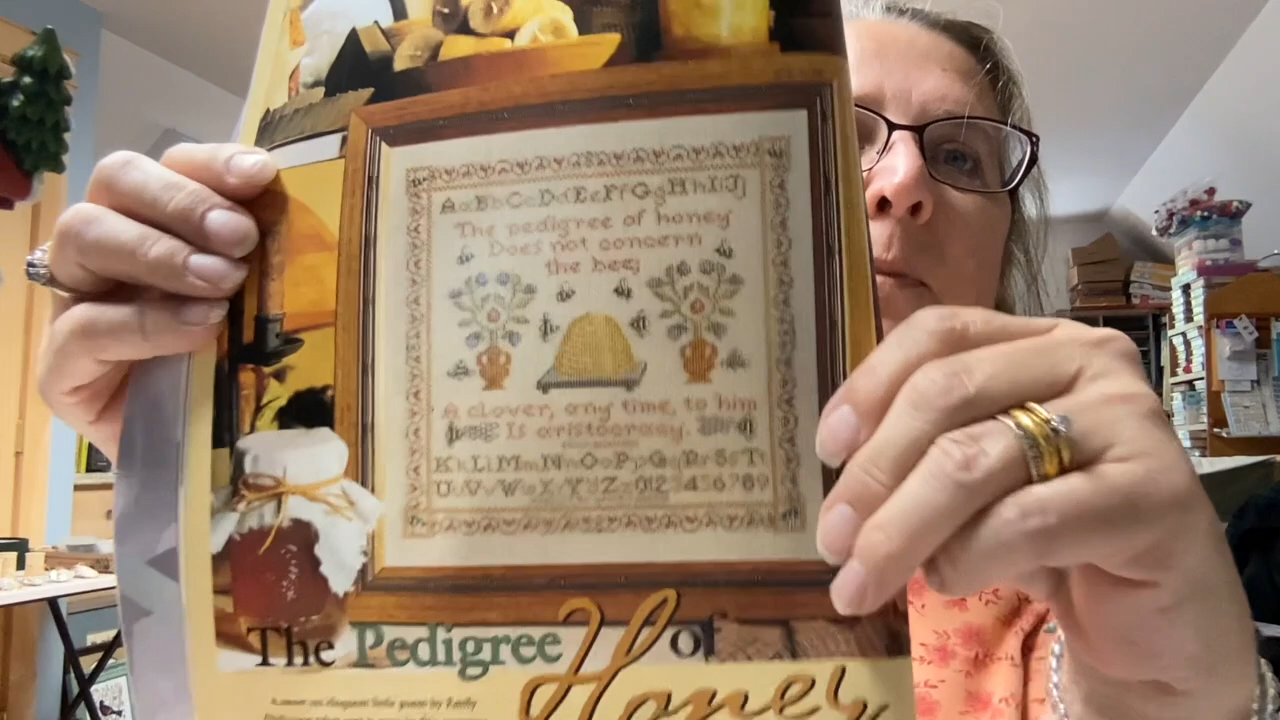 AaBbCcDdEeFfGgHhIiJj
The pedigree of honey
Does not concern
the bee;
A clover, any time, to him
Is aristocracy.
KkLlMmNnOoPpQqRrSsTt
UuVvWwXxYyZz0123456789
The Pedigree of
Honey